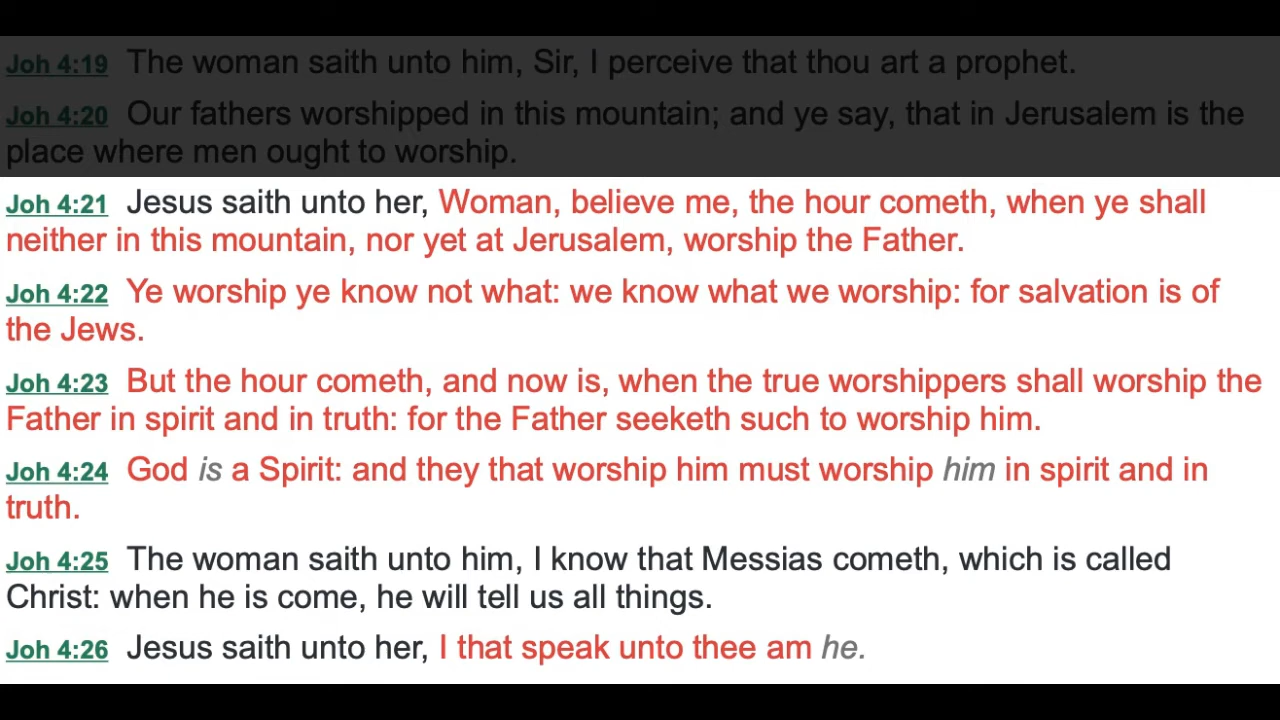 Joh 4:19 The woman saith unto him, Sir, I perceive that thou art a prophet.
Joh 4:20 Our fathers worshipped in this mountain; and ye say, that in Jerusalem is the
place where men ought to worship.
Joh 4:21 Jesus saith unto her, Woman, believe me, the hour cometh, when ye shall
neither in this mountain, nor yet at Jerusalem, worship the Father.
Joh 4:22 Ye worship ye know not what: we know what we worship: for salvation is of
the Jews.
Joh 4:23 But the hour cometh, and now is, when the true worshippers shall worship the
Father in spirit and in truth: for the Father seeketh such to worship him.
Joh 4:24 God is a Spirit: and they that worship him must worship him in spirit and in
truth.
Joh 4:25 The woman saith unto him, I know that Messias cometh, which is called
Christ: when he is come, he will tell us all things.
Joh 4:26 Jesus saith unto her, I that speak unto thee am he.